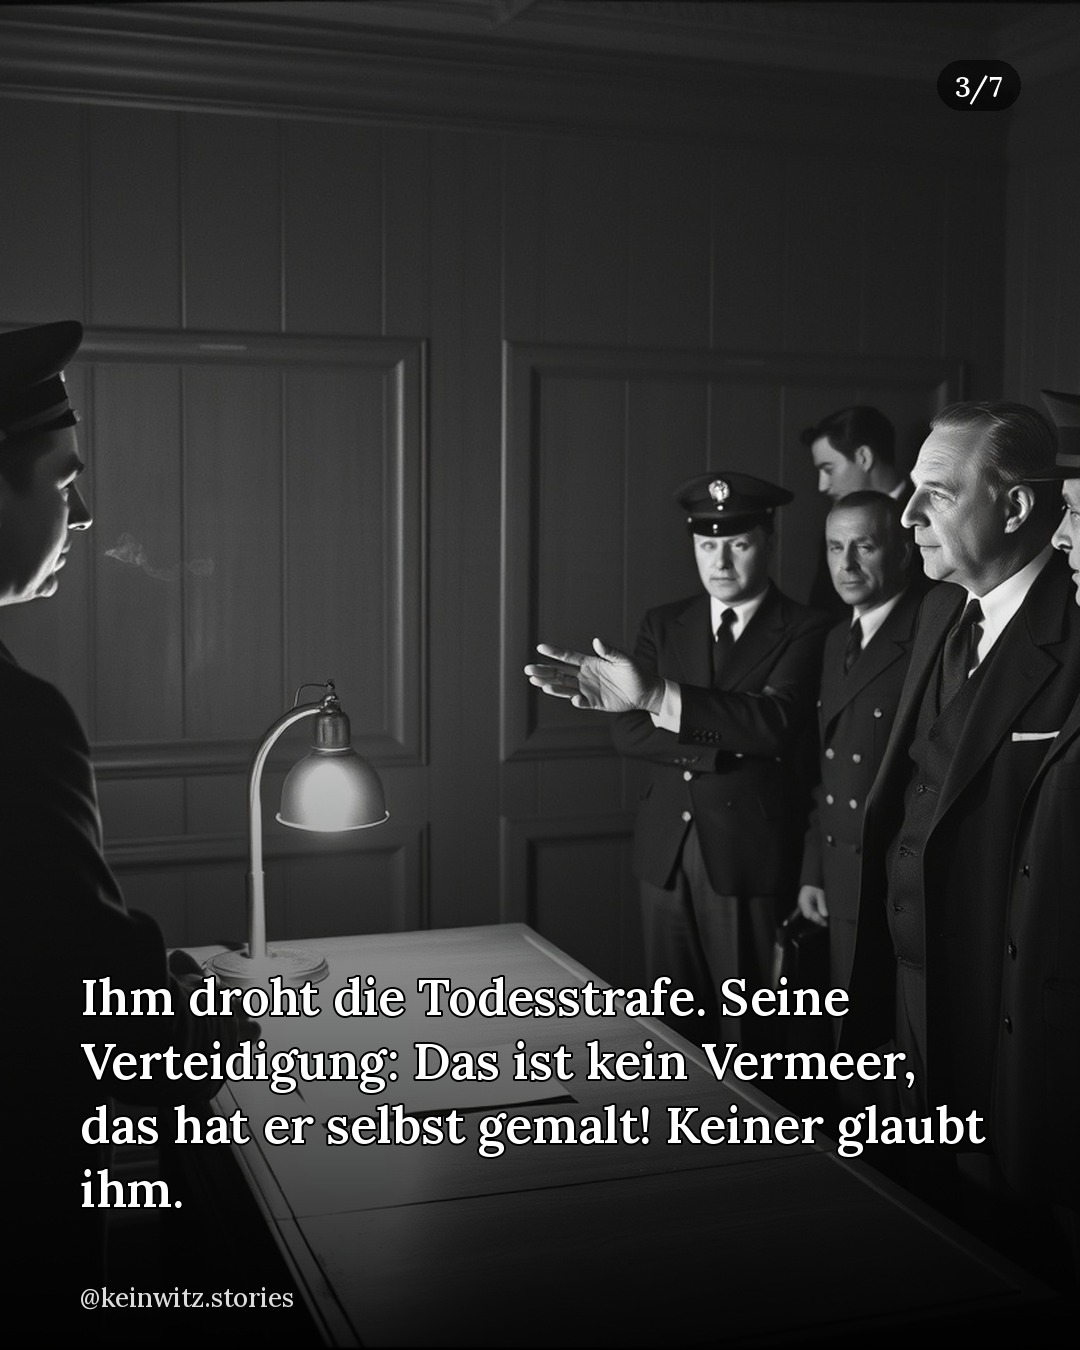 3/7
Ihm droht die Todesstrafe. Seine
Verteidigung: Das ist kein Vermeer,
das hat er selbst gemalt! Keiner glaubt
ihm.
@keinwitz.stories